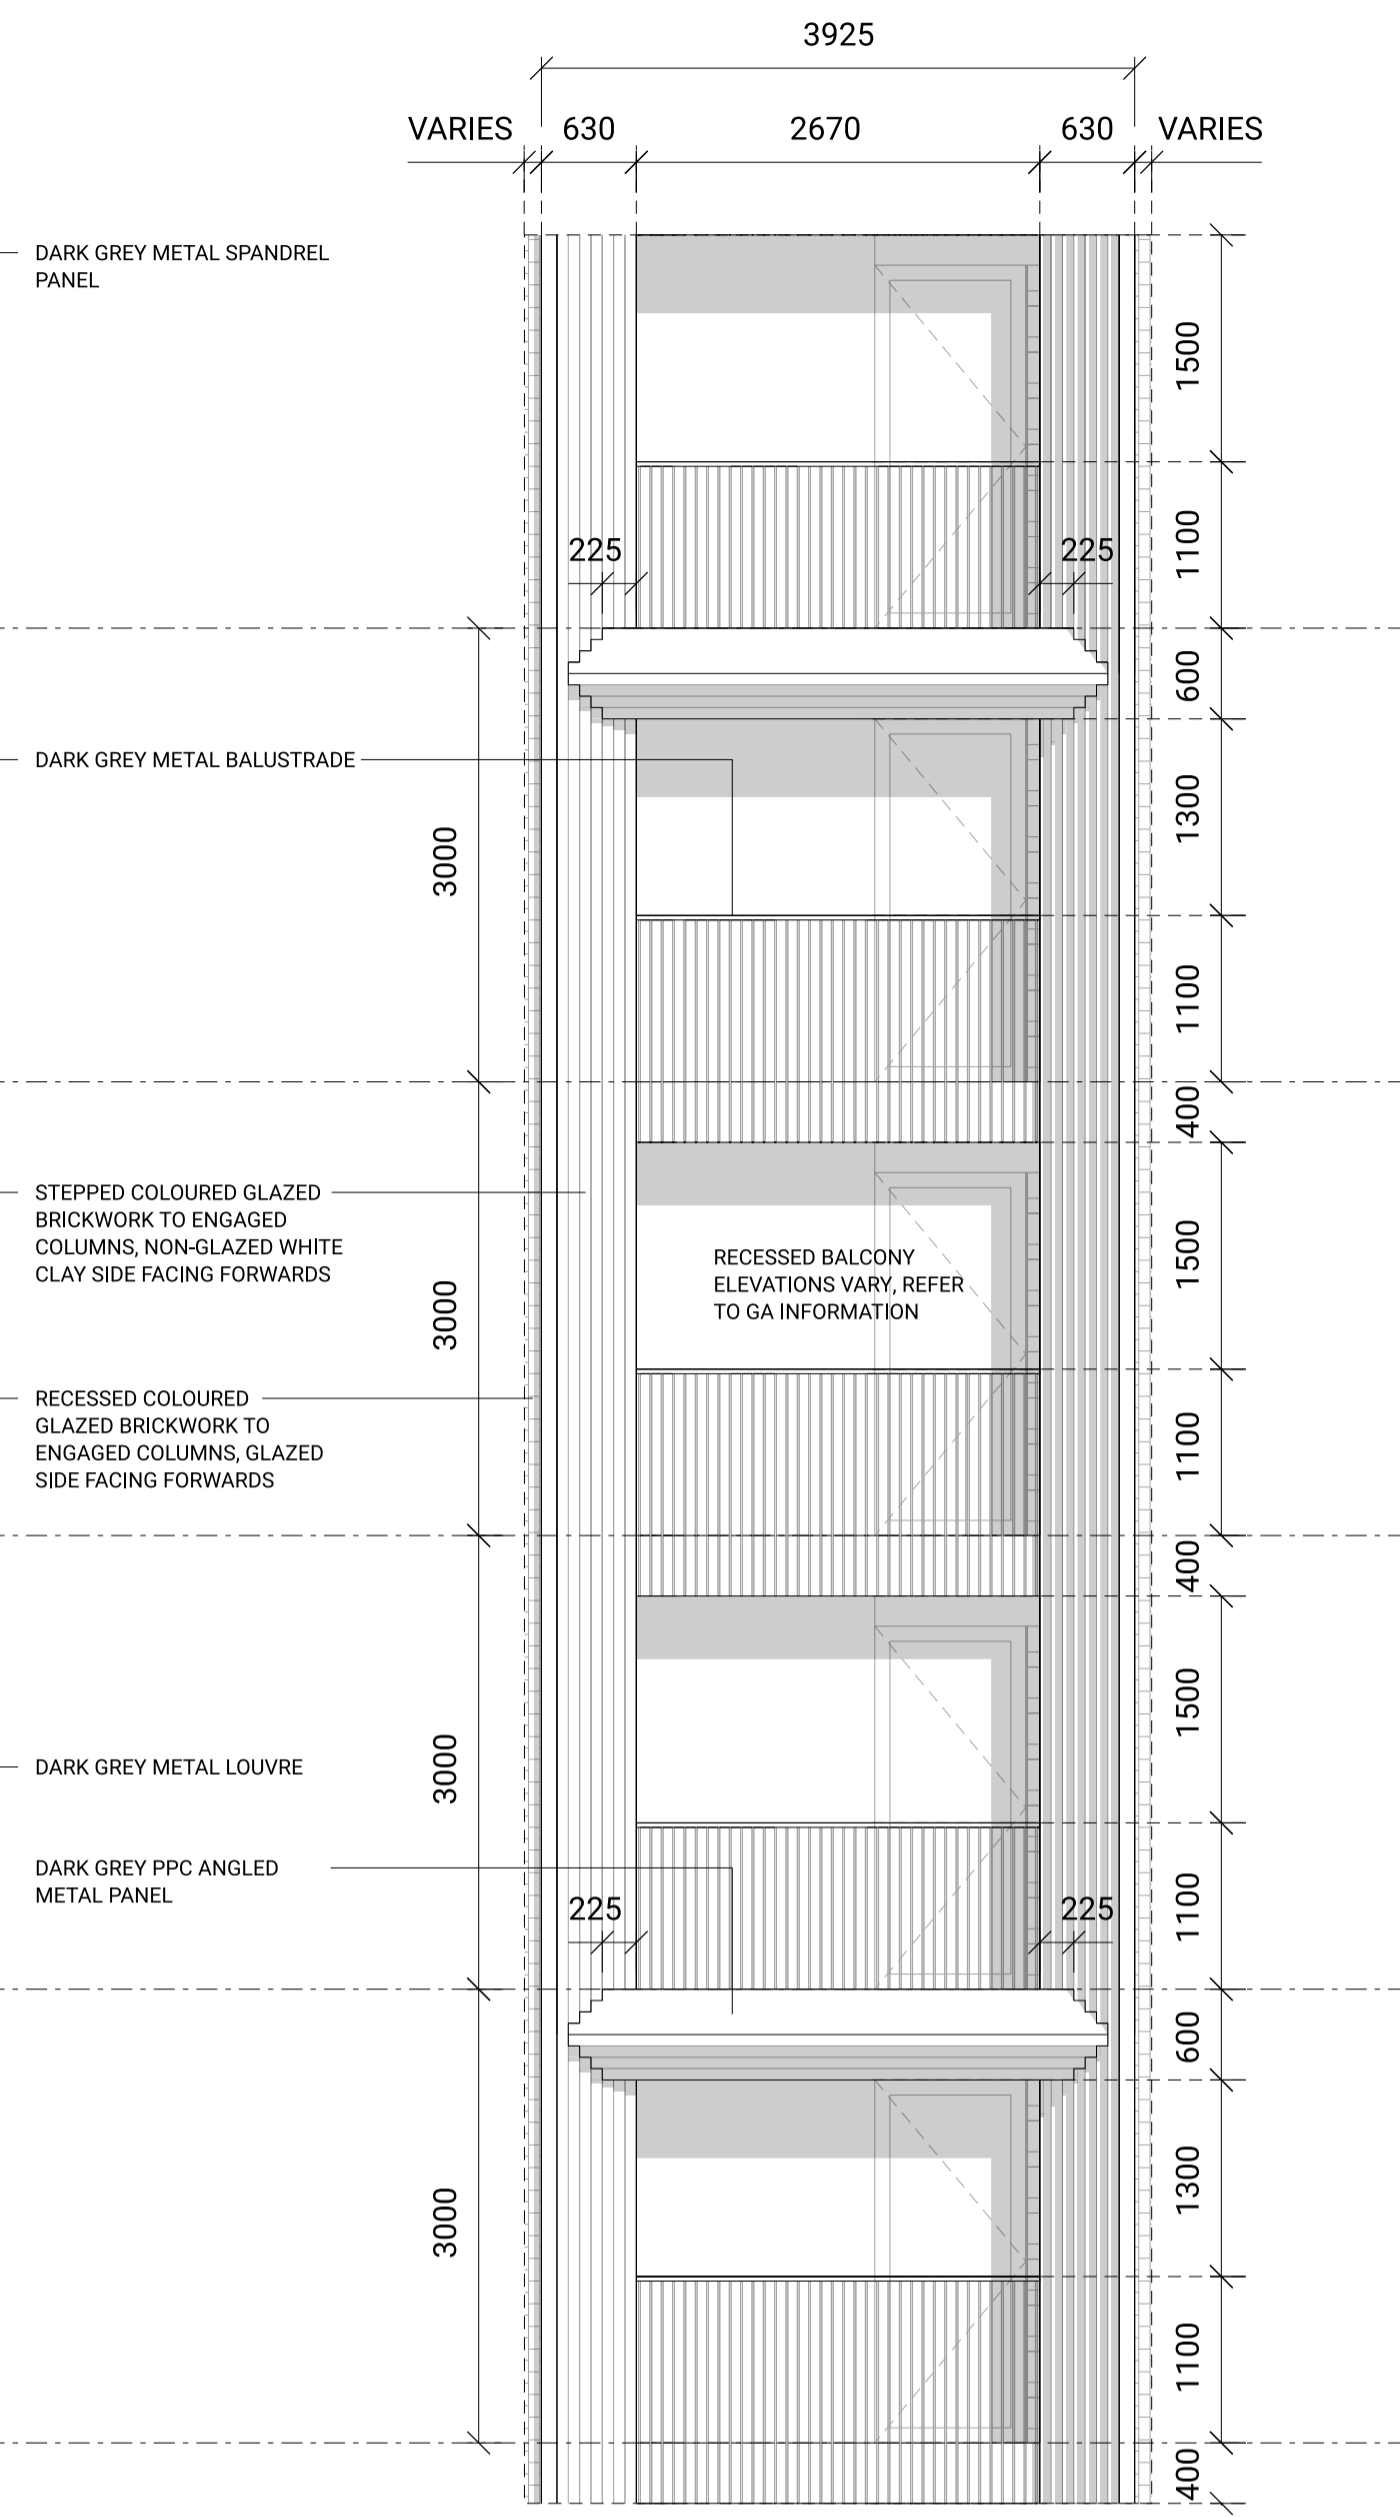 3925
VARIES 630 2670 630 VARIES
DARK GREY METAL SPANDREL
PANEL
1500
1100
225 225
600
DARK GREY METAL BALUSTRADE
1300
3000
1100
400
STEPPED COLOURED GLAZED
BRICKWORK TO ENGAGED
COLUMNS, NON-GLAZED WHITE
CLAY SIDE FACING FORWARDS
RECESSED BALCONY
ELEVATIONS VARY, REFER
TO GA INFORMATION
1500
3000
RECESSED COLOURED
GLAZED BRICKWORK TO
ENGAGED COLUMNS, GLAZED
SIDE FACING FORWARDS
1100
400
1500
3000
DARK GREY METAL LOUVRE
DARK GREY PPC ANGLED
METAL PANEL
1100
225 225
600
1300
3000
1100
400